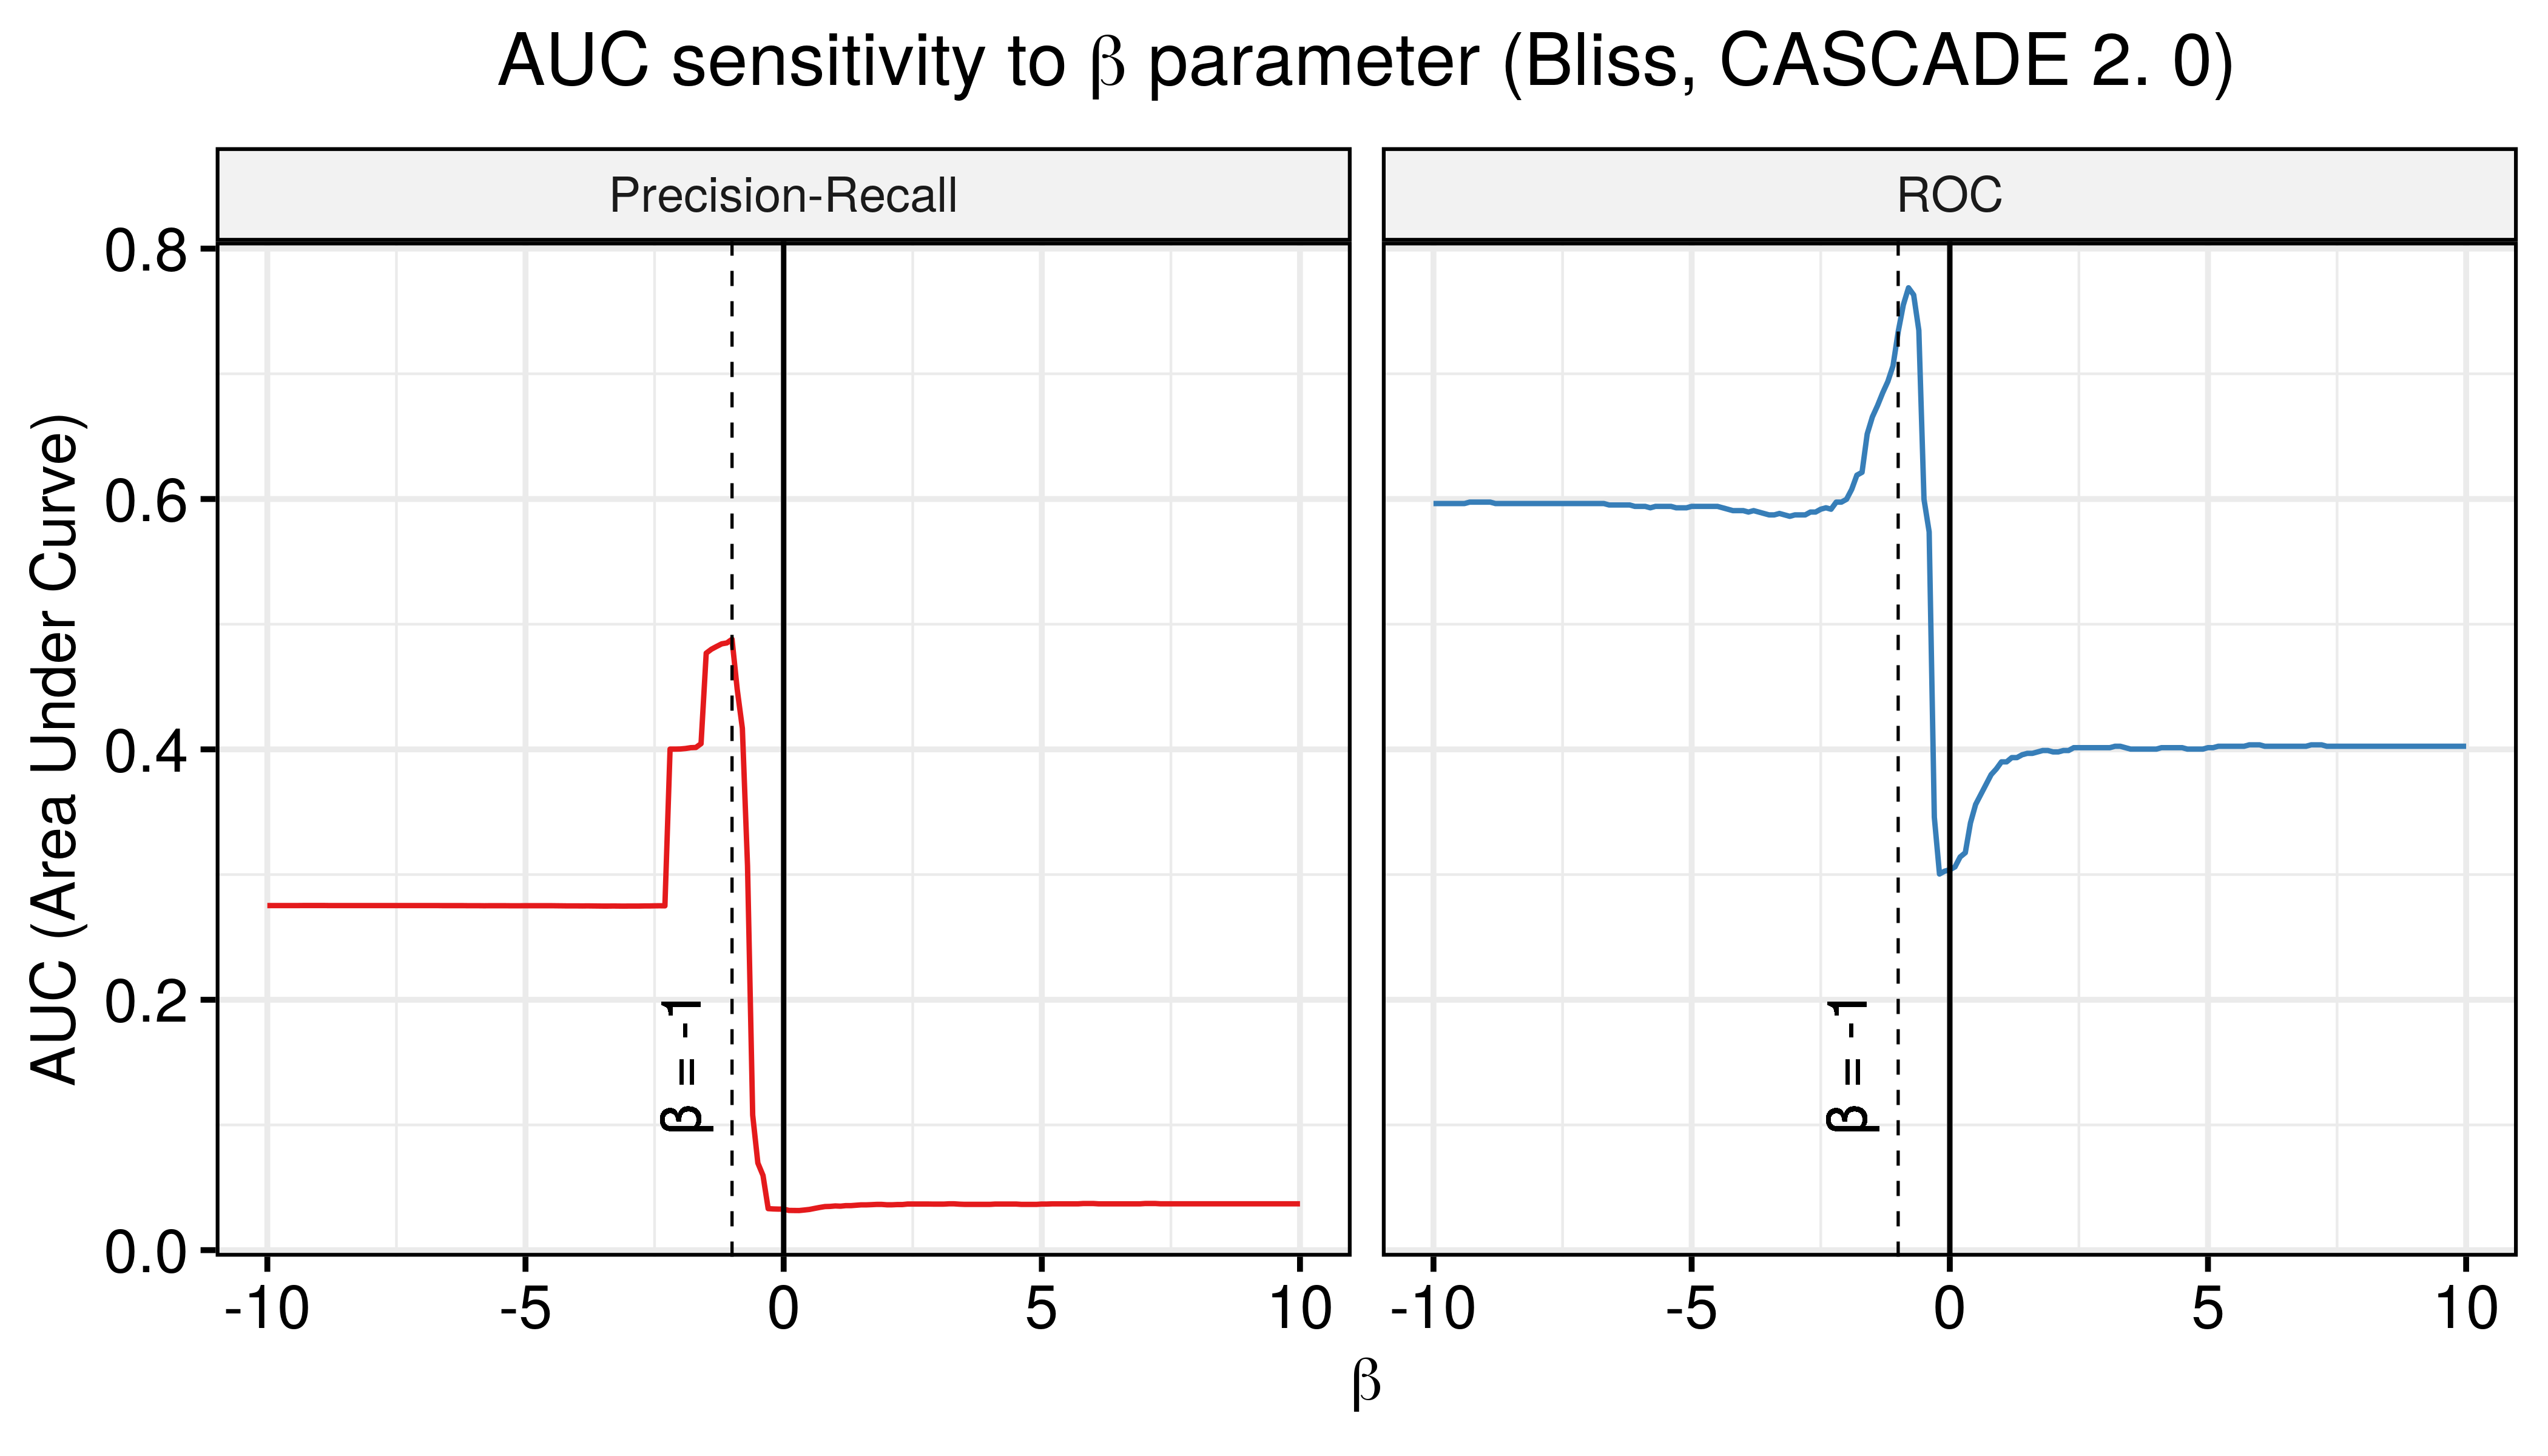 AUC sensitivity to β parameter (Bliss, CASCADE 2. 0)
Precision-Recall
ROC
AUC (Area Under Curve)
0.8
0.6
0.4
0.2
0.0
β = -1
β = -1
-10 -5 0 5 10
-10 -5 0 5 10
β